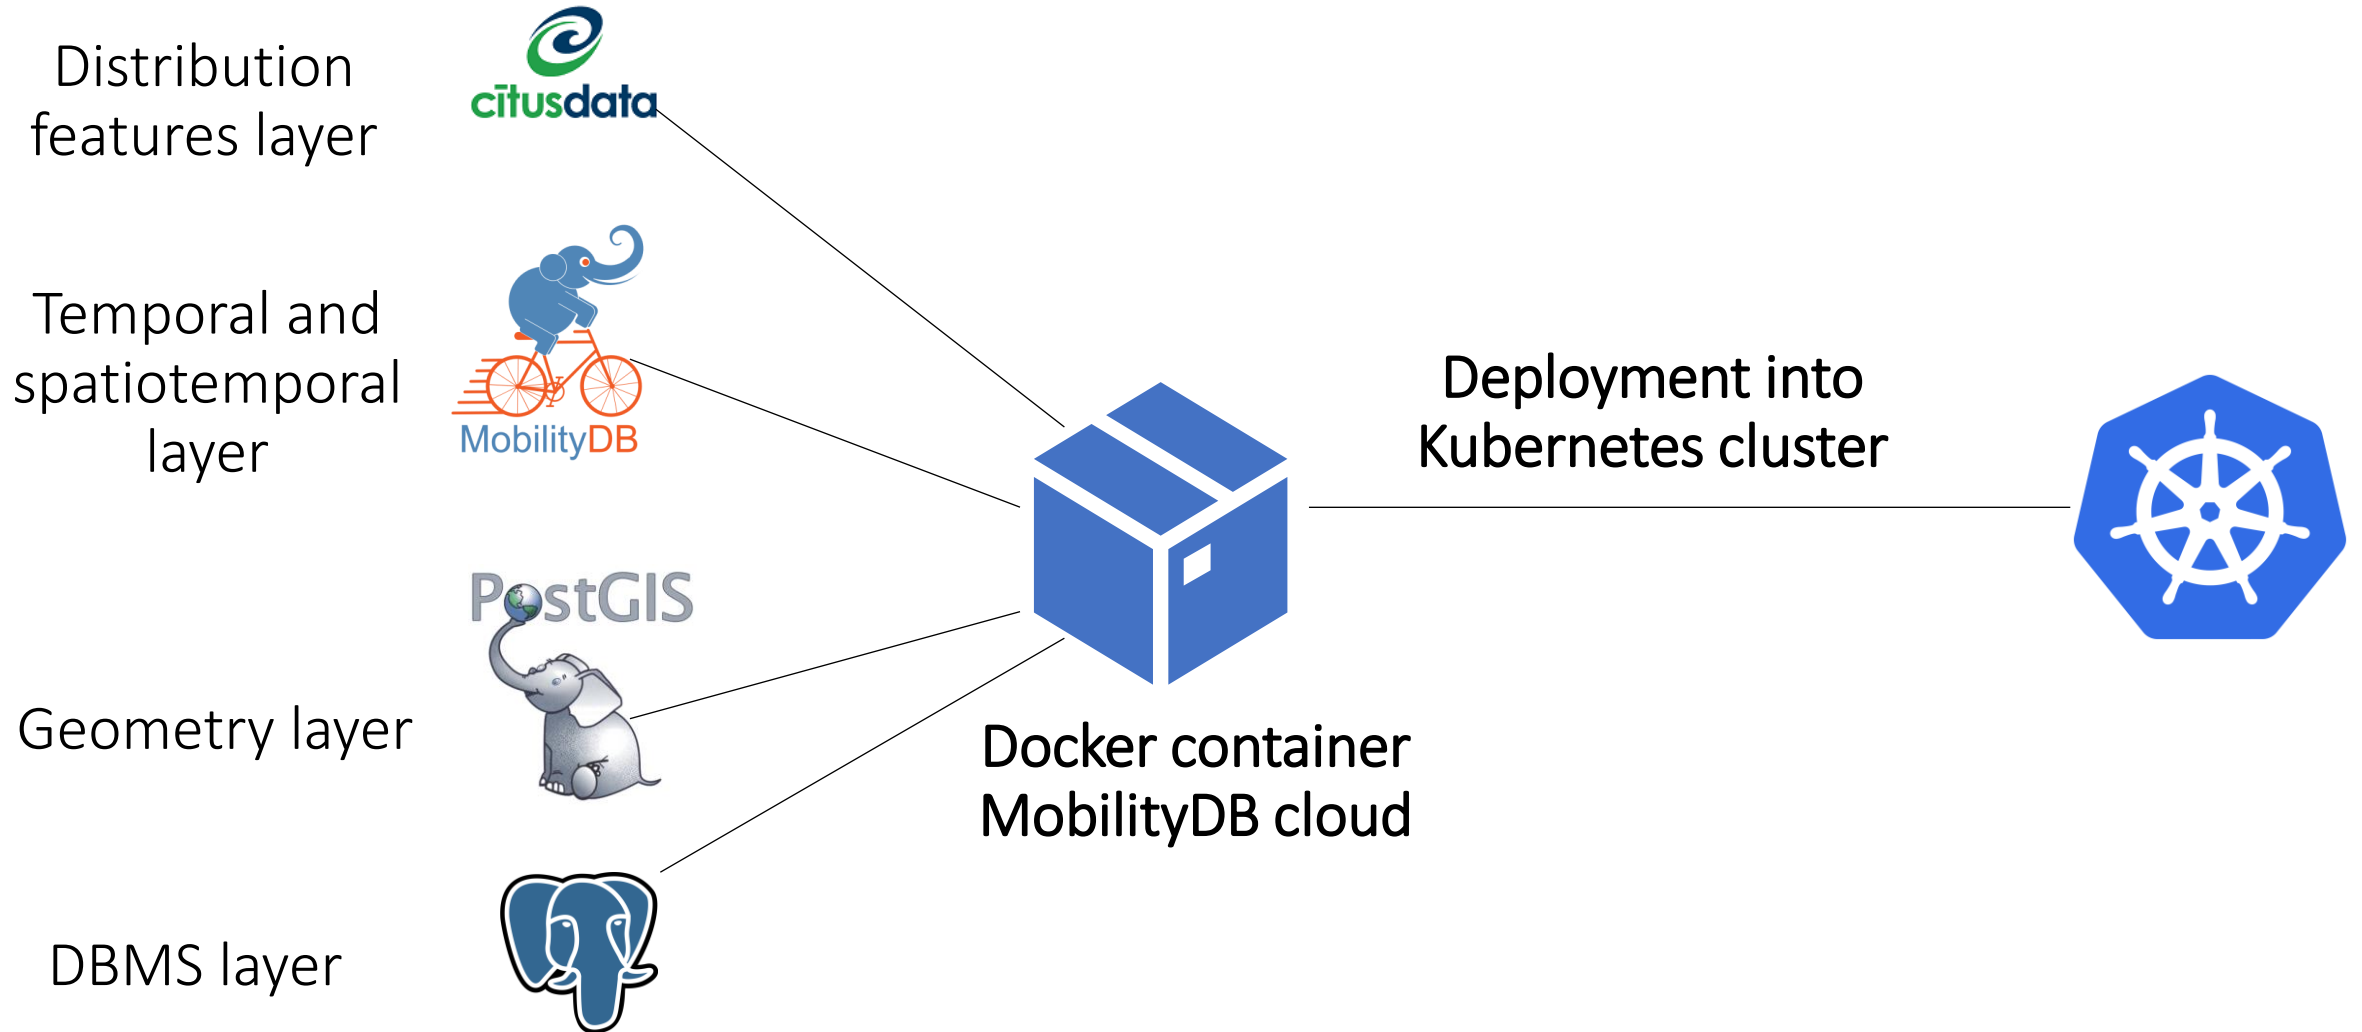 Distribution
features layer
citusdata
Temporal and
spatiotemporal
layer
MobilityDB
Deployment into
Kubernetes cluster
PostGIS
Geometry layer
Docker container
MobilityDB cloud
DBMS layer